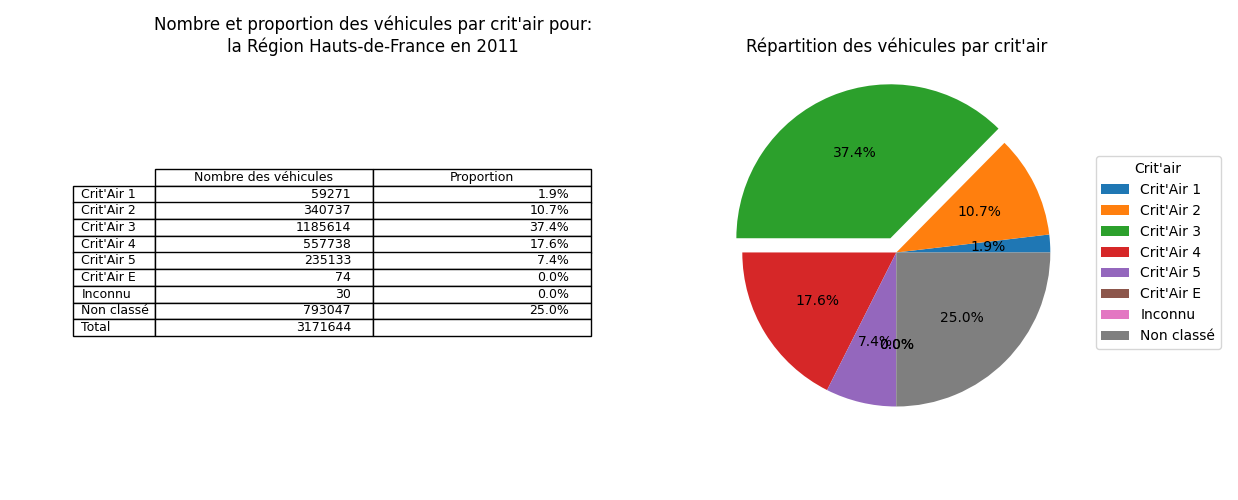 Nombre et proportion des véhicules par crit'air pour:
la Région Hauts-de-France en 2011
Nombre des véhicules Proportion
Crit'Air 1 59271 1.9%
Crit'Air 2 340737 10.7%
Crit'Air 3 1185614 37.4%
Crit'Air 4 557738 17.6%
Crit'Air 5 235133 7.4%
Crit'Air E 74 0.0%
Inconnu 30 0.0%
Non classé 793047 25.0%
Total 3171644
Répartition des véhicules par crit'air
37.4%
10.7%
1.9%
17.6%
25.0%
7.4%
0.0%
0.0%
Crit'air
Crit'Air 1
Crit'Air 2
Crit'Air 3
Crit'Air 4
Crit'Air 5
Crit'Air E
Inconnu
Non classé